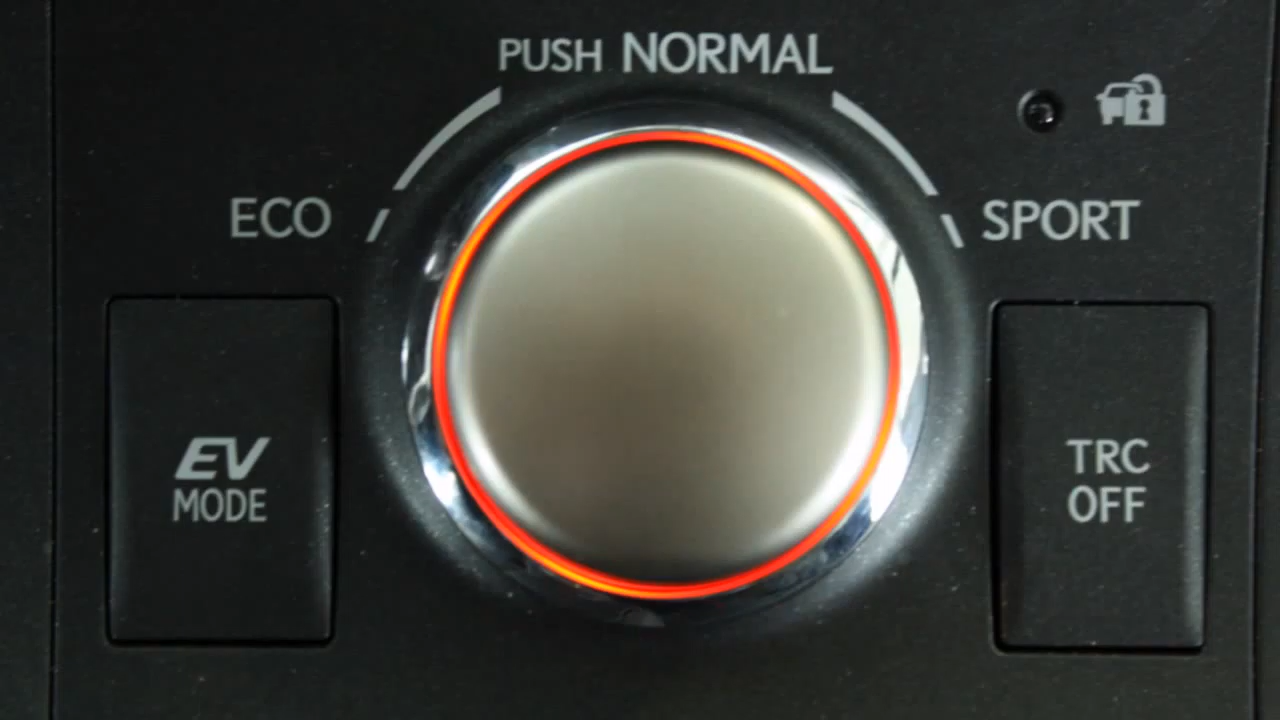 PUSH NORMAL
ECO
SPORT
EV
MODE
TRC
OFF